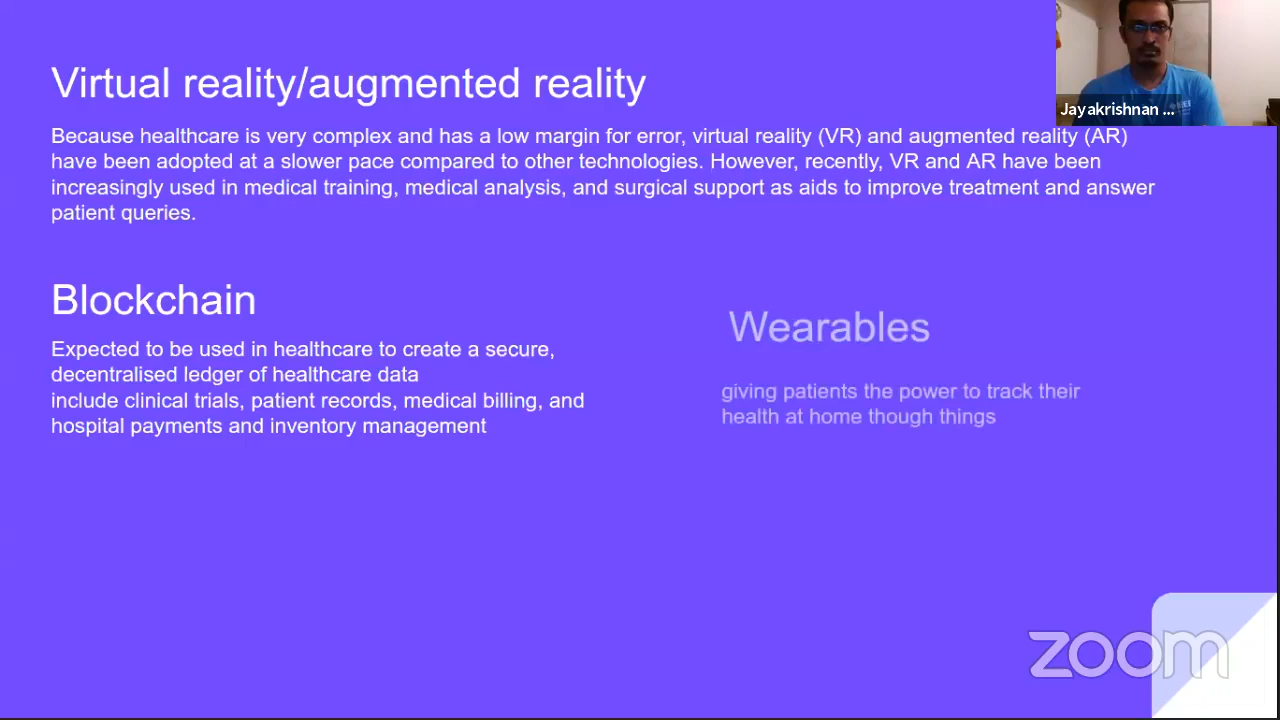 Virtual reality/augmented reality
Because healthcare is very complex and has a low margin for error, virtual reality (VR) and augmented reality (AR)
have been adopted at a slower pace compared to other technologies. However, recently, VR and AR have been
increasingly used in medical training, medical analysis, and surgical support as aids to improve treatment and answer
patient queries.
Jayakrishnan ...
Blockchain
Expected to be used in healthcare to create a secure,
decentralised ledger of healthcare data
include clinical trials, patient records, medical billing, and
hospital payments and inventory management
Wearables
giving patients the power to track their
health at home though things
zoom